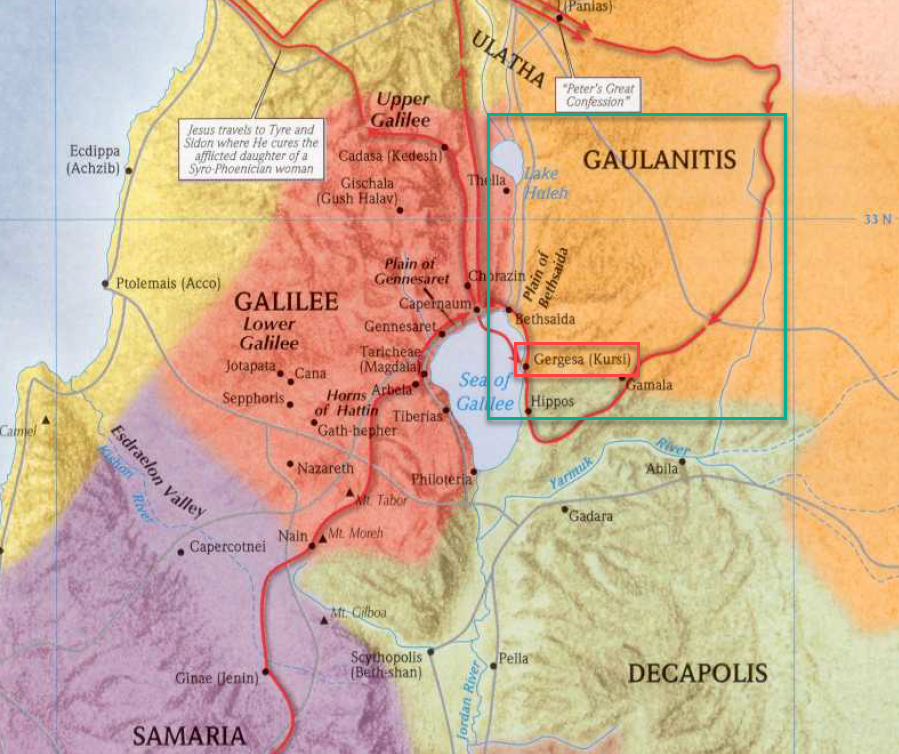 (Panias)
ULATHA
"Peter's Great
Confession"
Upper
Galilee
Jesus travels to Tyre and
Sidon where He cures the
afflicted daughter of a
Syro-Phoenician woman
Ecdippa
(Achzib)
Cadasa (Kedesh)
GAULANITIS
Lake
Huleh
Thella
Gischala
(Gush Halav)
33 N
Plain of
Gennesaret
Chorazin
Plain of
Bethsaida
Ptolemais (Acco)
GALILEE
Lower
Galilee
Capernaum
Bethsaida
Gennesaret
Taricheae
(Magdala)
Gergesa (Kursi)
Jotapata
Cana
Arbela
Sea of
Galilee
Gamala
Sepphoris
Horns
of Hattin
Hippos
Tiberias
Gath-hepher
Carmel
Esdraelon Valley
Kishon
River
Nazareth
Philoteria
Yarmuk
River
Abila
Mt. Tabor
Gadara
Nain
Mt. Moreh
Capercotnei
Mt. Gilboa
Scythopolis
(Beth-shan)
Pella
Ginae (Jenin)
Jordan River
DECAPOLIS
SAMARIA